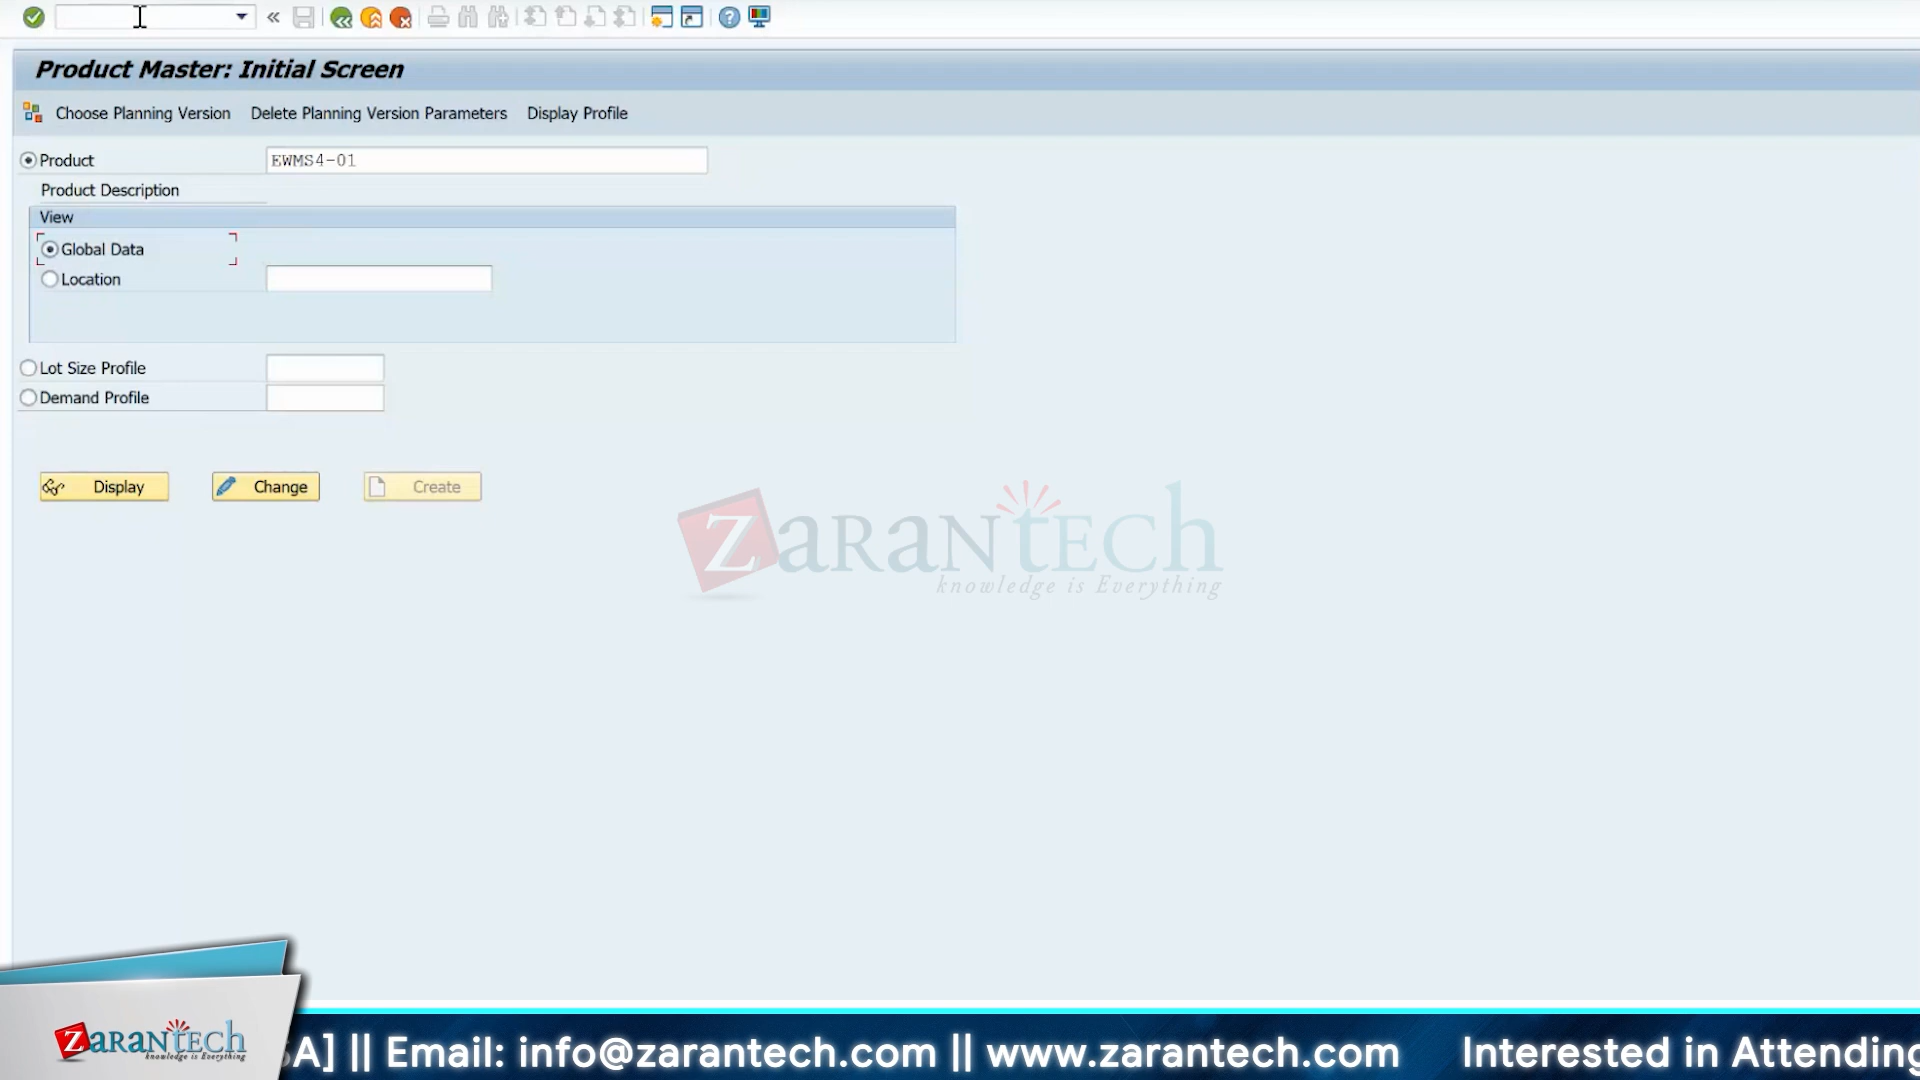 Product Master: Initial Screen
Choose Planning Version Delete Planning Version Parameters Display Profile
Product EWMS4-01
Product Description
View
Global Data
Location
Lot Size Profile
Demand Profile
Display Change Create
ZaranTech
knowledge is Everything
ZaranTech
knowledge is Everything
A] || Email: info@zarantech.com || www.zarantech.com Interested in Attending